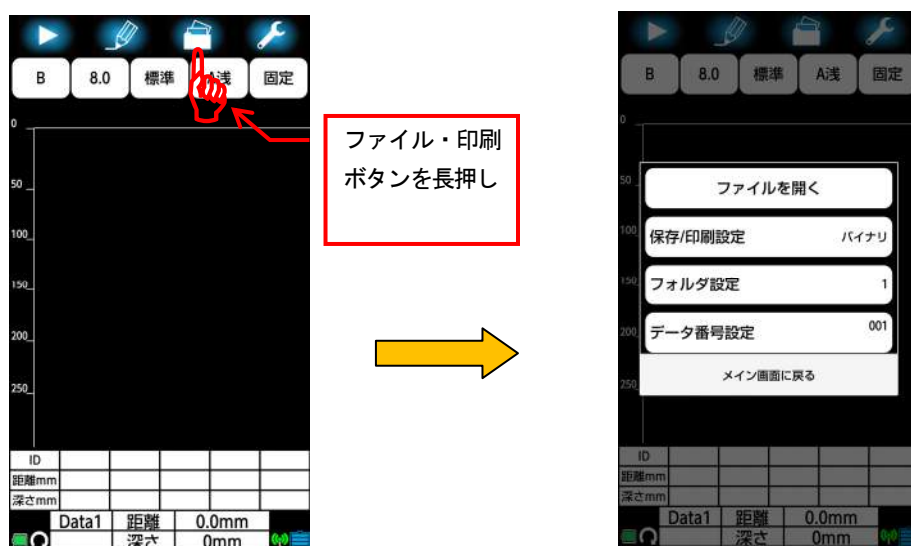 B 8.0 標準 A浅 固定
0
50
100
150
200
250
ID
距離mm
深さmm
Data1 距離 0.0mm
深さ 0mm
ファイル・印刷
ボタンを長押し
B 8.0 標準 A浅 固定
0
50
ファイルを開く
100
保存/印刷設定 バイナリ
150
フォルダ設定 1
200
データ番号設定 001
メイン画面に戻る
250
ID
距離mm
深さmm
Data1 距離 0.0mm
深さ 0mm